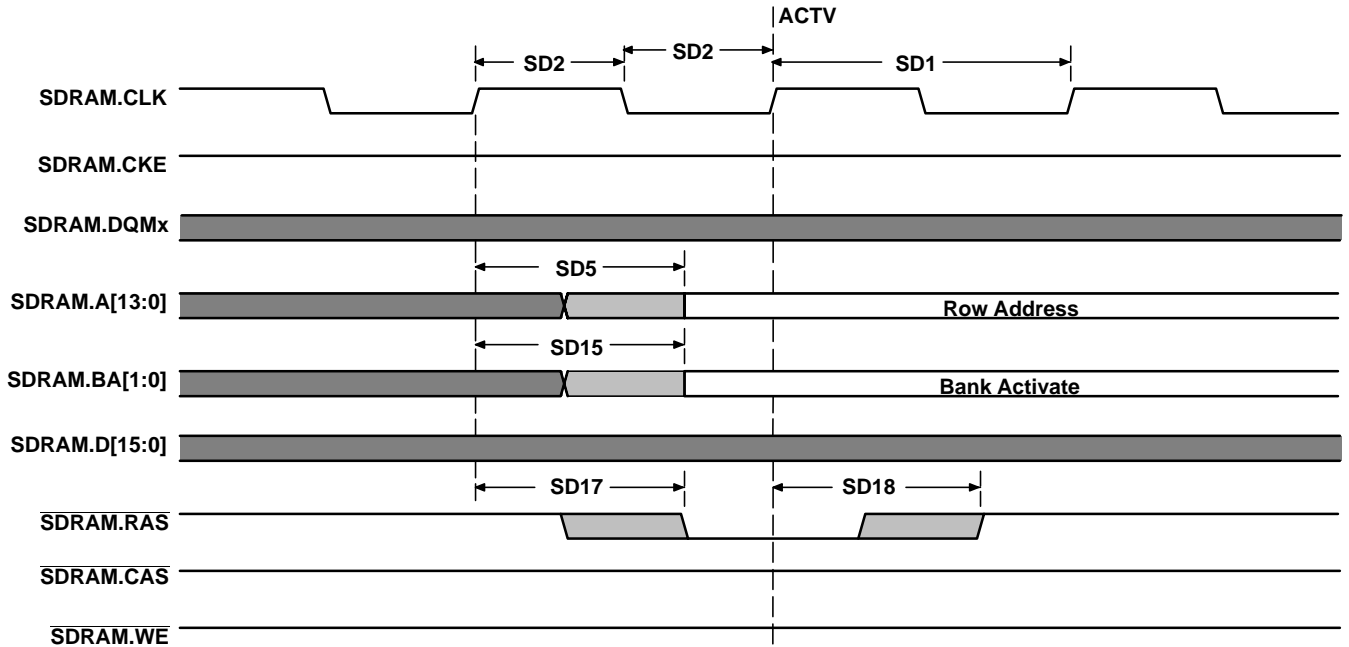 ACTV
SD2
SD2
SD1
SDRAM.CLK
SDRAM.CKE
SDRAM.DQMx
SD5
SDRAM.A[13:0]
Row Address
SD15
SDRAM.BA[1:0]
Bank Activate
SDRAM.D[15:0]
SD17
SD18
SDRAM.RAS
SDRAM.CAS
SDRAM.WE